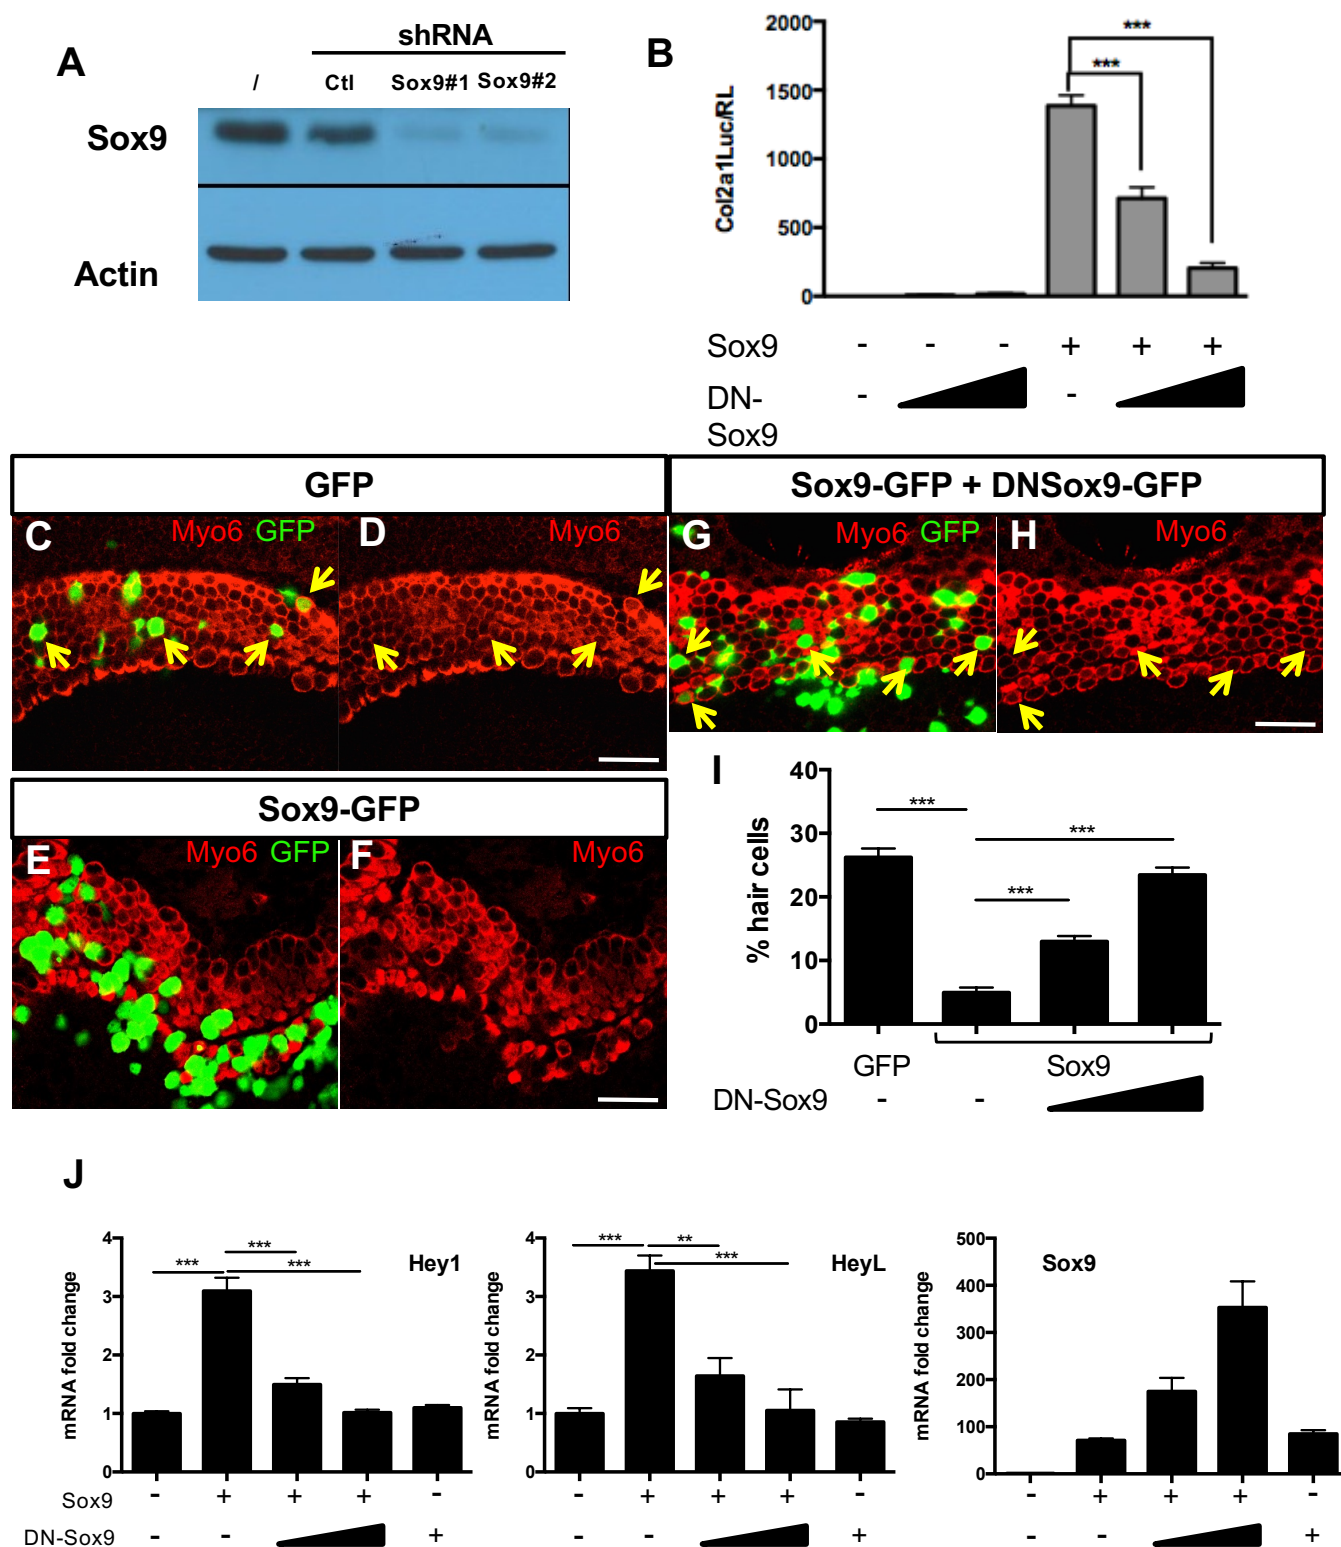 A
shRNA
/ Ctl Sox9#1 Sox9#2
Sox9
Actin
B
Col2a1Luc/RL
2000
1500
1000
500
0
***
***
Sox9 - - - + + +
DN-Sox9 - -
GFP
C Myo6 GFP
D Myo6
Sox9-GFP + DNSox9-GFP
G Myo6 GFP
H Myo6
Sox9-GFP
E Myo6 GFP
F Myo6
I
% hair cells
40
30
20
10
0
***
***
***
GFP Sox9
DN-Sox9 - -
J
mRNA fold change
4
3
2
1
0
***
***
***
Hey1
Sox9 - + + + -
DN-Sox9 - - +
mRNA fold change
4
3
2
1
0
*** **
***
HeyL
- + + + -
- - +
mRNA fold change
500
400
300
200
100
0
Sox9
- + + + -
- - +